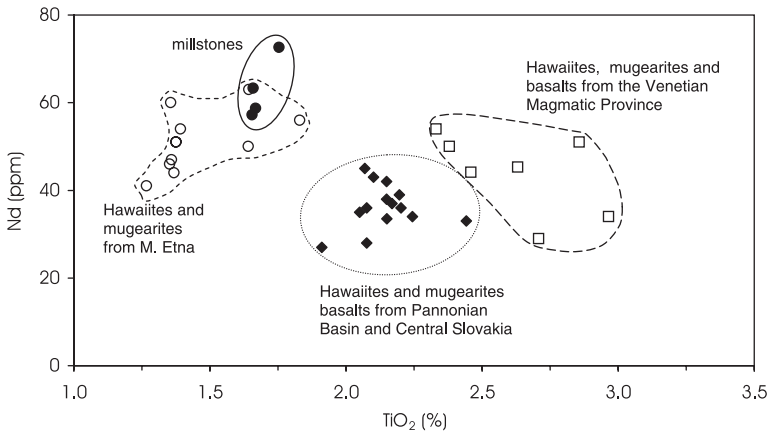 80
60
40
20
0
Nd (ppm)
millstones
Hawaiites, mugearites and
basalts from the Venetian
Magmatic Province
Hawaiites and
mugearites
from M. Etna
Hawaiites and mugearites
basalts from Pannonian
Basin and Central Slovakia
1.0 1.5 2.0 2.5 3.0 3.5
TiO₂ (%)